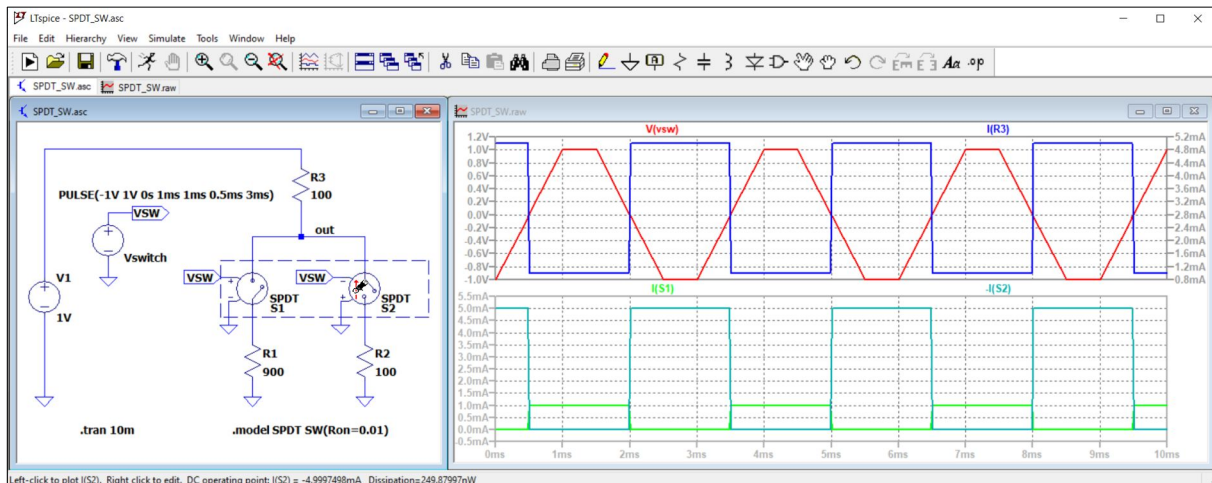 LTspice - SPDT_SW.asc
File Edit Hierarchy View Simulate Tools Window Help
SPDT_SW.asc SPDT_SW.raw
SPDT_SW.asc
R3
100
PULSE(-1V 1V 0s 1ms 1ms 0.5ms 3ms)
VSW
out
Vswitch
VSW
VSW
V1
1V
SPDT
S1
SPDT
S2
R1
900
R2
100
.tran 10m
.model SPDT SW(Ron=0.01)
SPDT_SW.raw
V(vsw) I(R3)
1.2V 5.2mA
1.0V 4.8mA
0.8V 4.4mA
0.6V 4.0mA
0.4V 3.6mA
0.2V 3.2mA
0.0V 2.8mA
-0.2V 2.4mA
-0.4V 2.0mA
-0.6V 1.6mA
-0.8V 1.2mA
-1.0V 0.8mA
I(S1) -I(S2)
5.5mA
5.0mA
4.5mA
4.0mA
3.5mA
3.0mA
2.5mA
2.0mA
1.5mA
1.0mA
0.5mA
0.0mA
-0.5mA
0ms 1ms 2ms 3ms 4ms 5ms 6ms 7ms 8ms 9ms 10ms
Left-click to plot I(S2). Right click to edit. DC operating point: I(S2) = -4.9997498mA Dissipation=249.87997nW